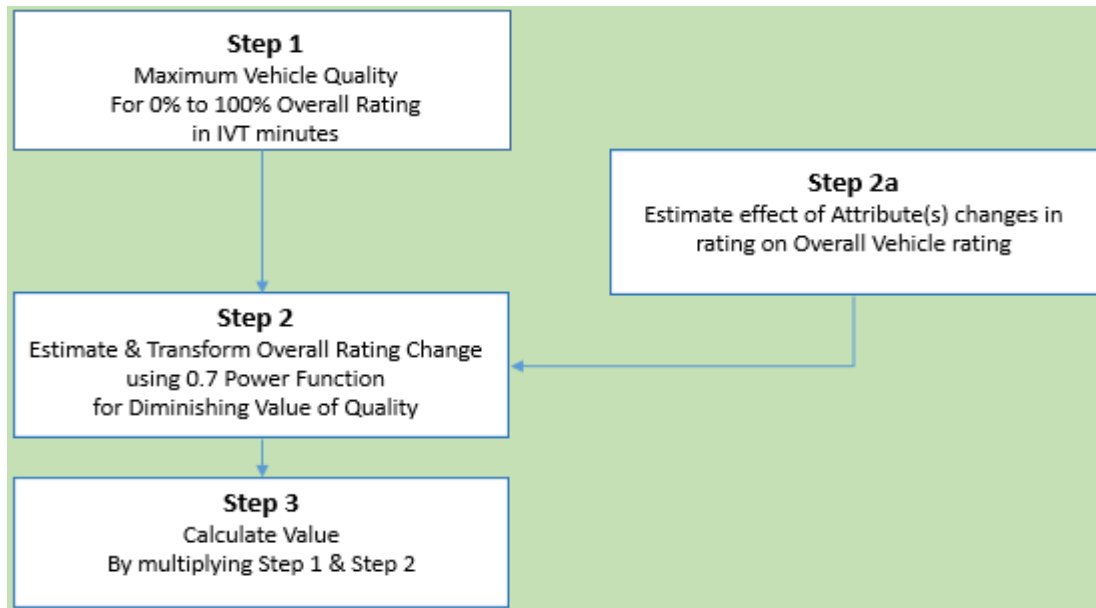 Step 1
Maximum Vehicle Quality
For 0% to 100% Overall Rating
in IVT minutes
Step 2a
Estimate effect of Attribute(s) changes in
rating on Overall Vehicle rating
Step 2
Estimate & Transform Overall Rating Change
using 0.7 Power Function
for Diminishing Value of Quality
Step 3
Calculate Value
By multiplying Step 1 & Step 2